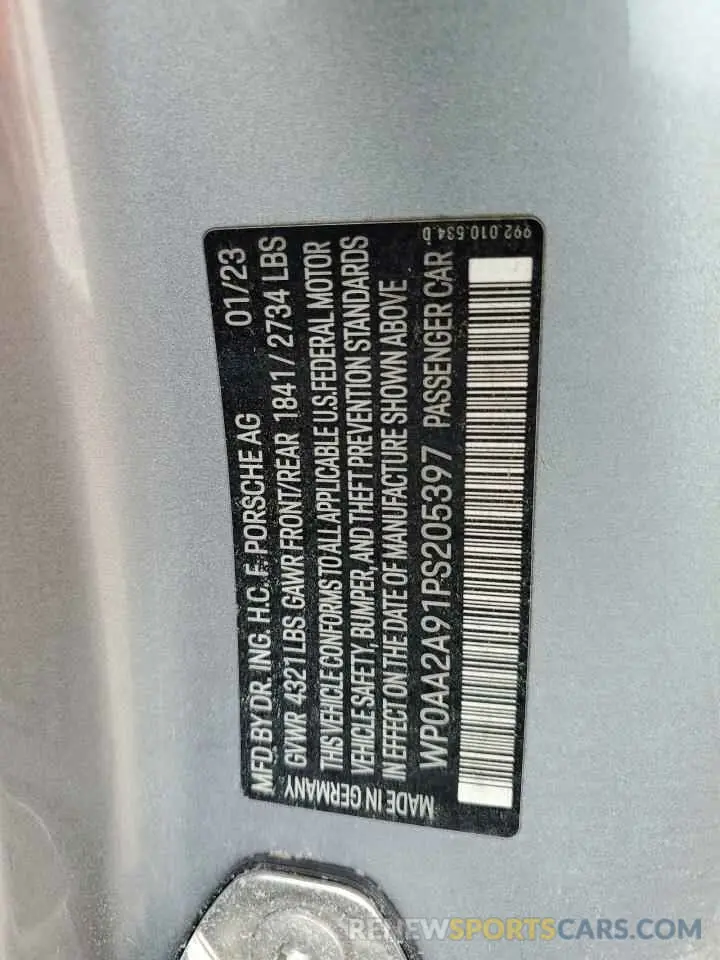 MFD BY DR. ING. H.C. F. PORSCHE AG 01/23
GVWR 4321 LBS GAWR FRONT/REAR 1841 / 2734 LBS
THIS VEHICLE CONFORMS TO ALL APPLICABLE U.S. FEDERAL MOTOR
VEHICLE SAFETY, BUMPER, AND THEFT PREVENTION STANDARDS
IN EFFECT ON THE DATE OF MANUFACTURE SHOWN ABOVE
WP0AA2A91PS205397 PASSENGER CAR
MADE IN GERMANY
992.010.534.D
RENEWSPORTSCARS.COM